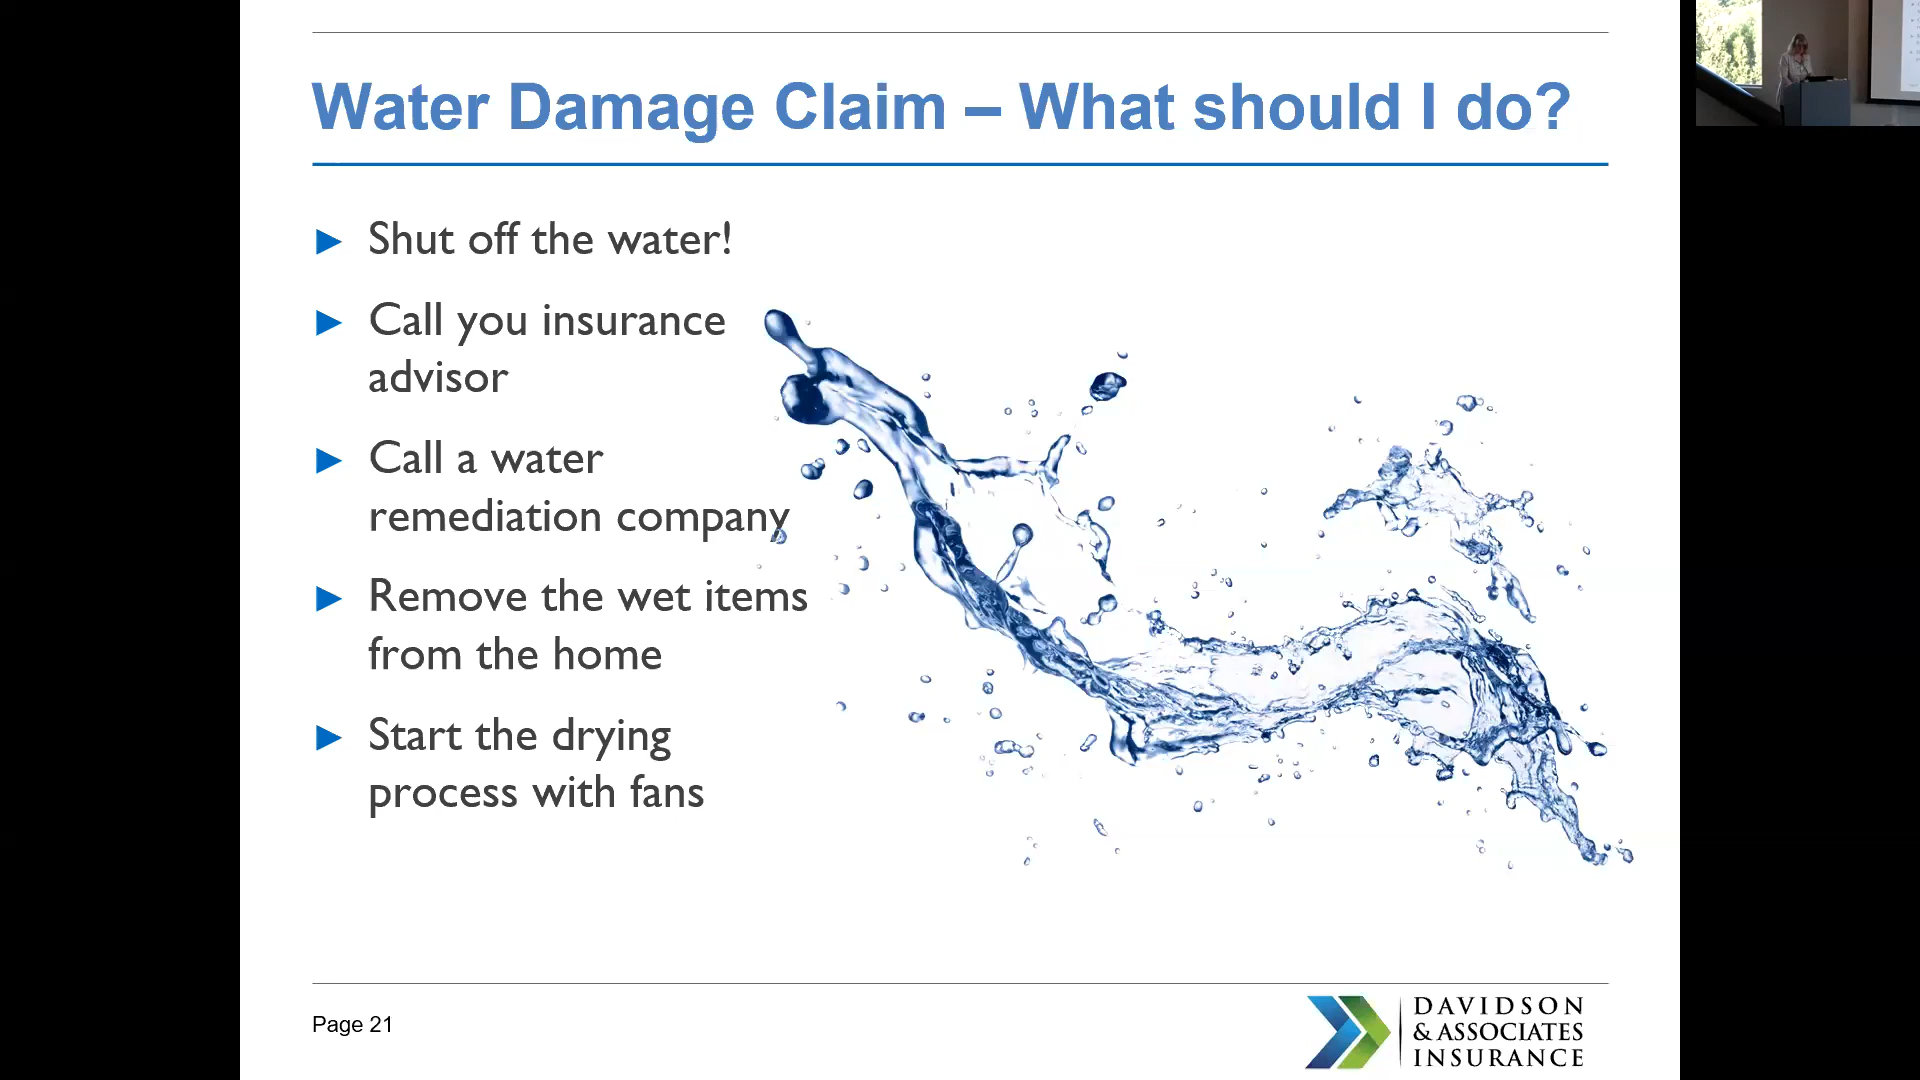 Water Damage Claim – What should I do?
► Shut off the water!
► Call you insurance
advisor
► Call a water
remediation company
► Remove the wet items
from the home
► Start the drying
process with fans
Page 21
DAVIDSON
& ASSOCIATES
INSURANCE